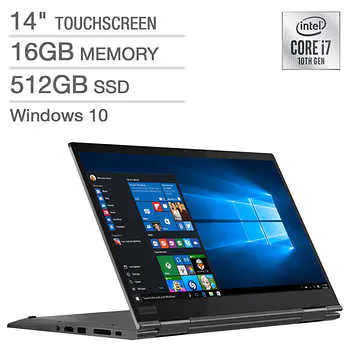 14" TOUCHSCREEN
16GB MEMORY
512GB SSD
Windows 10
intel
CORE i7
10TH GEN